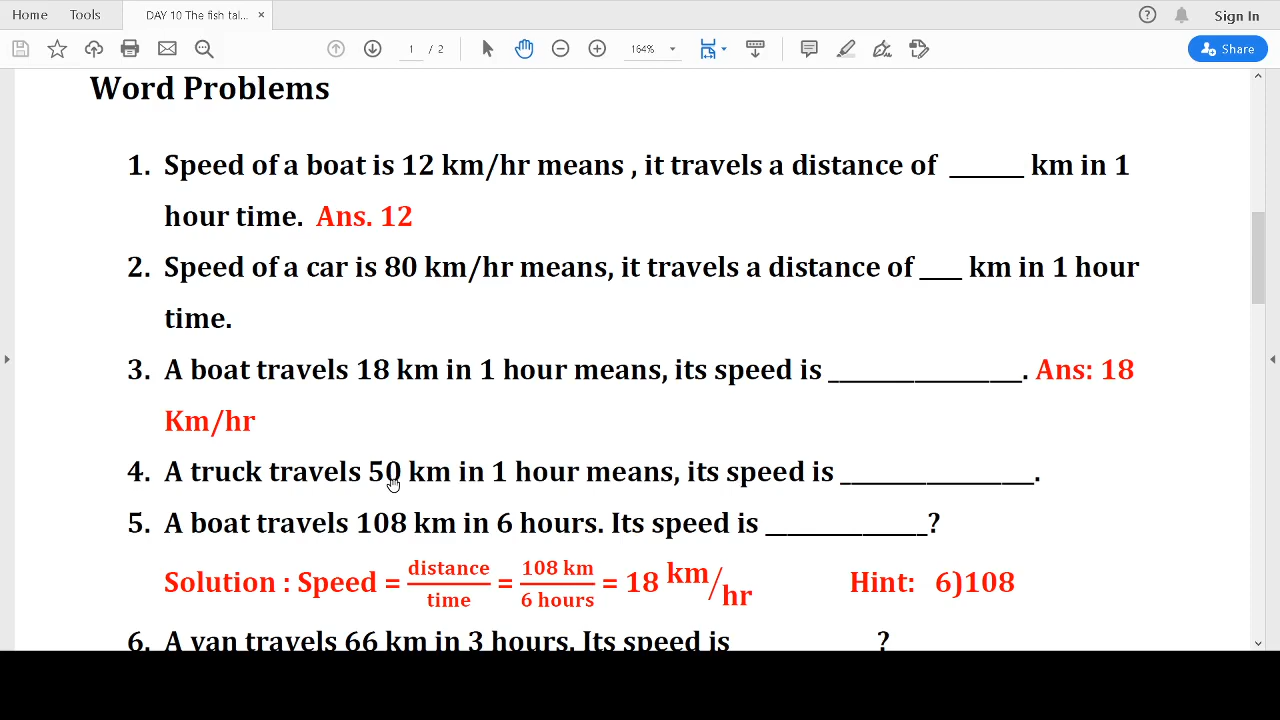 Home Tools DAY 10 The fish tal... ×
Sign In
1 / 2 164% Share
Word Problems
1. Speed of a boat is 12 km/hr means , it travels a distance of ______ km in 1
hour time. Ans. 12
2. Speed of a car is 80 km/hr means, it travels a distance of ____ km in 1 hour
time.
3. A boat travels 18 km in 1 hour means, its speed is __________________. Ans: 18
Km/hr
4. A truck travels 50 km in 1 hour means, its speed is __________________.
5. A boat travels 108 km in 6 hours. Its speed is _______________?
Solution : Speed = distance/time = 108 km/6 hours = 18 km/hr Hint: 6)108
6. A van travels 66 km in 3 hours. Its speed is ______________?